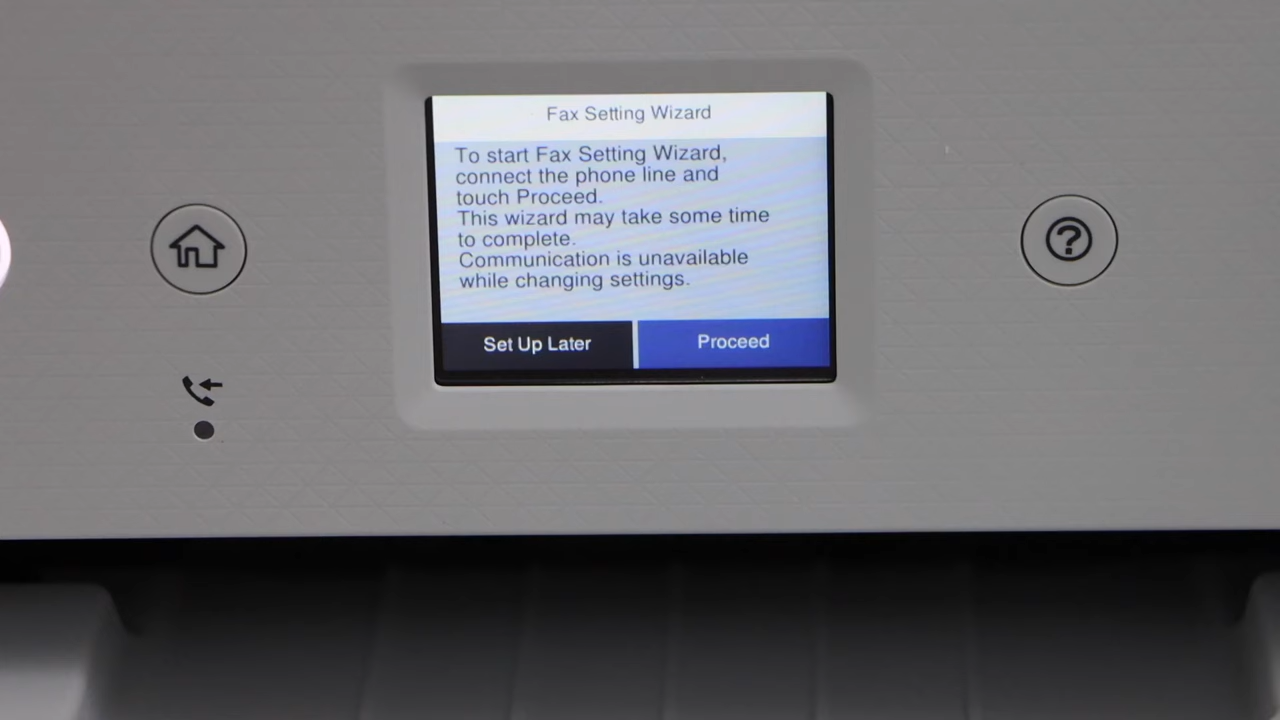 Fax Setting Wizard
To start Fax Setting Wizard,
connect the phone line and
touch Proceed.
This wizard may take some time
to complete.
Communication is unavailable
while changing settings.
Set Up Later
Proceed